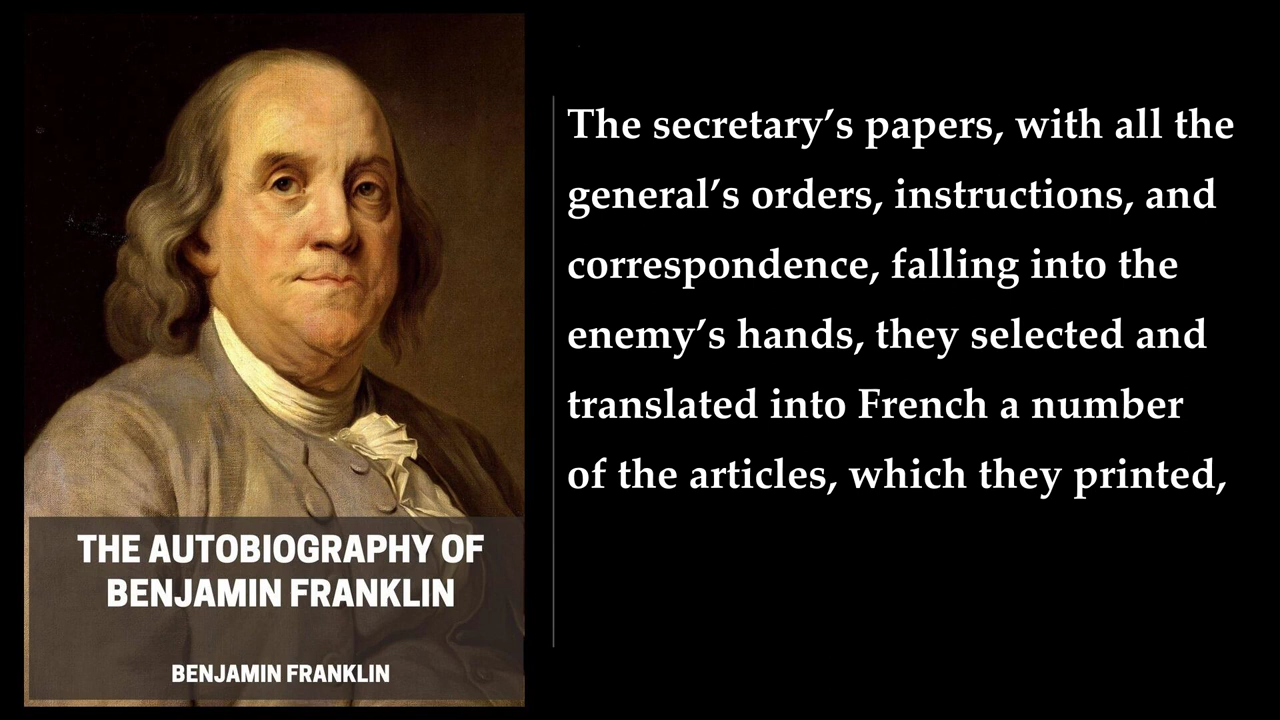 THE AUTOBIOGRAPHY OF
BENJAMIN FRANKLIN
BENJAMIN FRANKLIN
The secretary’s papers, with all the
general’s orders, instructions, and
correspondence, falling into the
enemy’s hands, they selected and
translated into French a number
of the articles, which they printed,